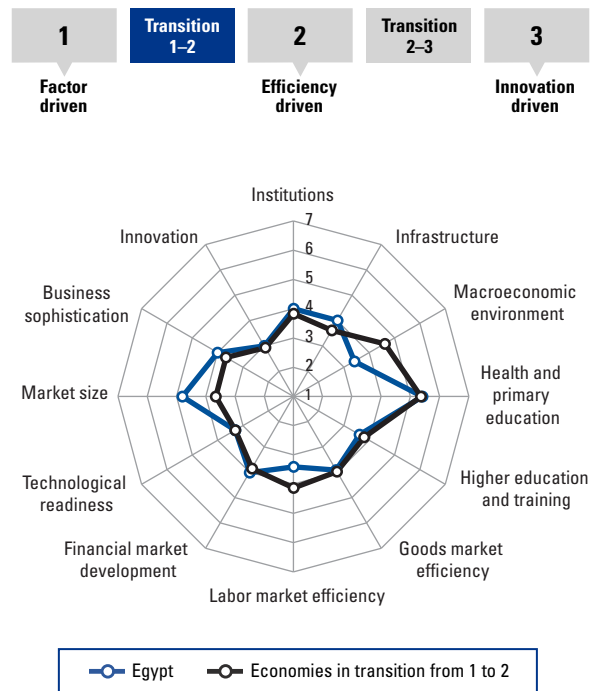 1
Transition
1–2
2
Transition
2–3
3
Factor
driven
Efficiency
driven
Innovation
driven
Institutions
7
6
5
4
3
2
1
Infrastructure
Macroeconomic
environment
Health and
primary
education
Higher education
and training
Goods market
efficiency
Labor market efficiency
Financial market
development
Technological
readiness
Market size
Business
sophistication
Innovation
Egypt
Economies in transition from 1 to 2